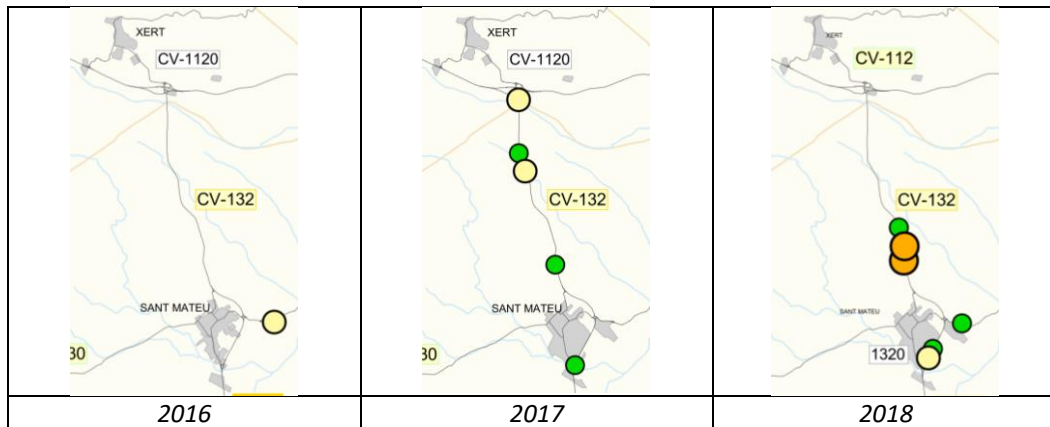 XERT
CV-1120
CV-132
SANT MATEU
30
2016
XERT
CV-1120
CV-132
SANT MATEU
30
2017
XERT
CV-112
CV-132
SANT MATEU
1320
2018